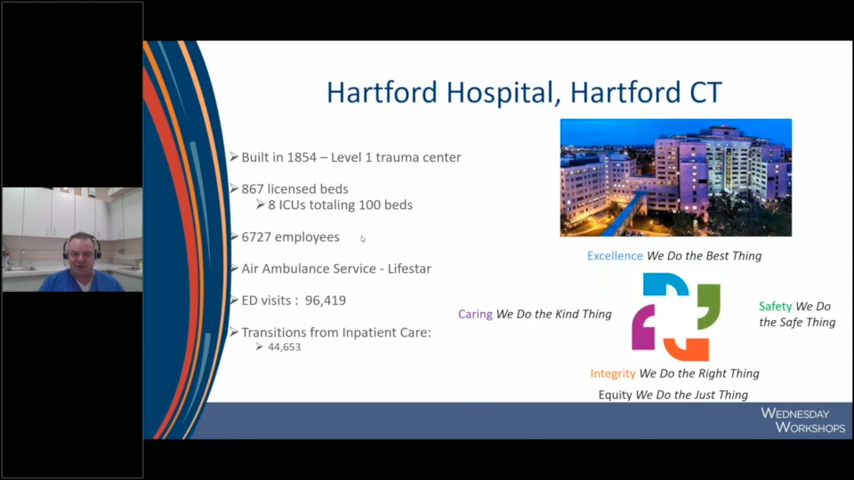 Hartford Hospital, Hartford CT
Built in 1854 – Level 1 trauma center
867 licensed beds
8 ICUs totaling 100 beds
6727 employees
Air Ambulance Service - Lifestar
ED visits : 96,419
Transitions from Inpatient Care:
44,653
Excellence We Do the Best Thing
Caring We Do the Kind Thing
Safety We Do
the Safe Thing
Integrity We Do the Right Thing
Equity We Do the Just Thing
WEDNESDAY
WORKSHOPS